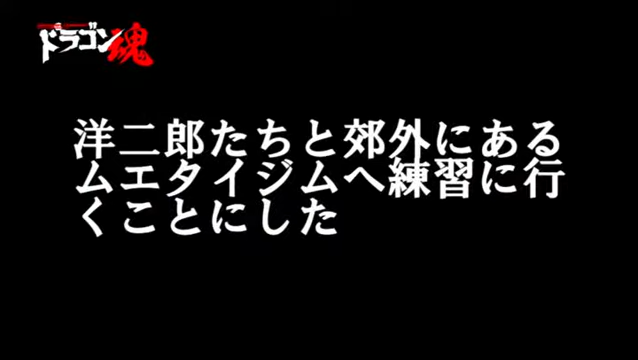 ドラゴン魂
洋二郎たちと郊外にある
ムエタイジムへ練習に行
くことにした